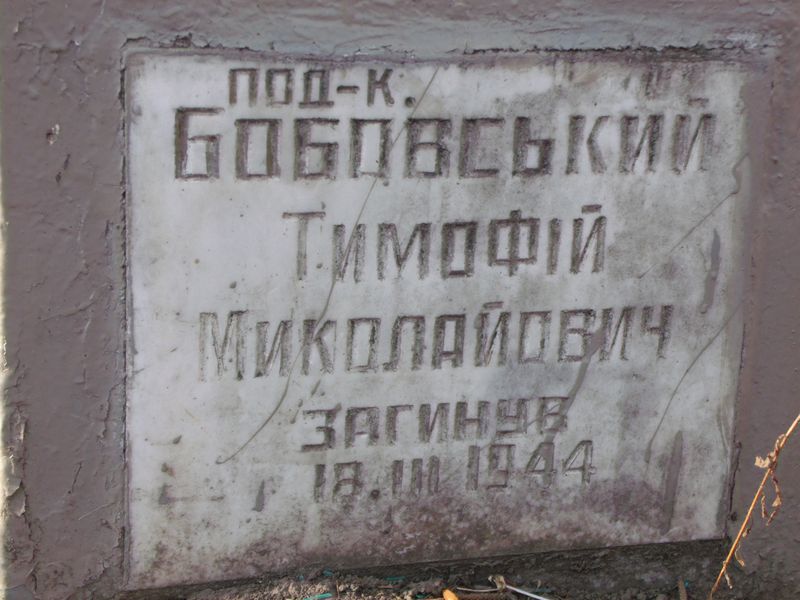 ПОД-К.
БОБОВСЬКИЙ
ТИМОФІЙ
МИКОЛАЙОВИЧ
ЗАГИНУВ
18.III 1944